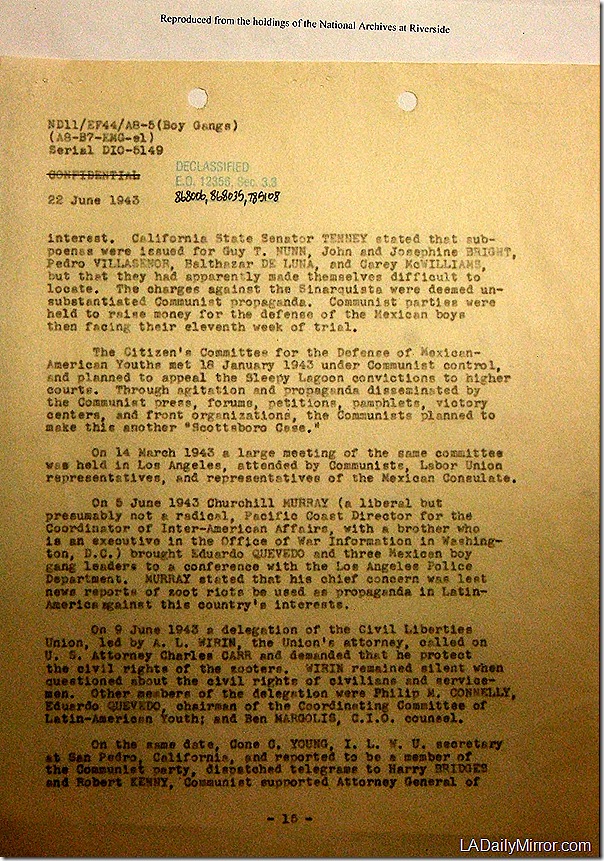 Reproduced from the holdings of the National Archives at Riverside
ND11/EF44/A8-5(Boy Gangs)
(A8-B7-EMG-el)
Serial DIO-5149
CONFIDENTIAL
DECLASSIFIED
E.O. 12356, Sec. 3.3
868006, 868035, 785108
22 June 1943
interest. California State Senator TENNEY stated that sub-
poenas were issued for Guy T. NUNN, John and Josephine BRIGHT,
Pedro VILLASENOR, Balthazar DE LUNA, and Carey McWILLIAMS,
but that they had apparently made themselves difficult to
locate. The charges against the Sinarquista were deemed un-
substantiated Communist propaganda. Communist parties were
held to raise money for the defense of the Mexican boys
then facing their eleventh week of trial.
The Citizen's Committee for the Defense of Mexican-
American Youths met 18 January 1943 under Communist control,
and planned to appeal the Sleepy Lagoon convictions to higher
courts. Through agitation and propaganda disseminated by
the Communist press, forums, petitions, pamphlets, victory
centers, and front organizations, the Communists planned to
make this another "Scottsboro Case."
On 14 March 1943 a large meeting of the same committee
was held in Los Angeles, attended by Communists, Labor Union
representatives, and representatives of the Mexican Consulate.
On 5 June 1943 Churchill MURRAY (a liberal but
presumably not a radical, Pacific Coast Director for the
Coordinator of Inter-American Affairs, with a brother who
is an executive in the Office of War Information in Washing-
ton, D.C.) brought Eduardo QUEVEDO and three Mexican boy
gang leaders to a conference with the Los Angeles Police
Department. MURRAY stated that his chief concern was lest
news reports of zoot riots be used as propaganda in Latin-
America against this country's interests.
On 9 June 1943 a delegation of the Civil Liberties
Union, led by A. L. WIRIN, the Union's attorney, called on
U. S. Attorney Charles CARR and demanded that he protect
the civil rights of the zooters. WIRIN remained silent when
questioned about the civil rights of civilians and service-
men. Other members of the delegation were Philip M. CONNELLY,
Eduardo QUEVEDO, chairman of the Coordinating Committee of
Latin-American Youth; and Ben MARGOLIS, C.I.O. counsel.
On the same date, Cone C. YOUNG, I. L. W. U. secretary
at San Pedro, California, and reported to be a member of
the Communist party, dispatched telegrams to Harry BRIDGES
and Robert KENNY, Communist supported Attorney General of
- 15 -
LADailyMirror.com